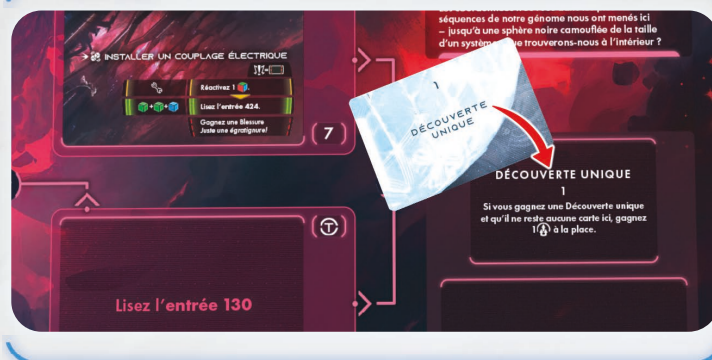 séquences de notre génome nous ont menés ici
– jusqu'à une sphère noire camouflée de la taille
d'un système que trouverons-nous à l'intérieur ?
INSTALLER UN COUPLAGE ÉLECTRIQUE
Réactivez 1
Lisez l'entrée 424.
Gagnez une Blessure
Juste une égratignure!
7
1
DÉCOUVERTE
UNIQUE
DÉCOUVERTE UNIQUE
1
Si vous gagnez une Découverte unique
et qu'il ne reste aucune carte ici, gagnez
1 à la place.
T
Lisez l'entrée 130